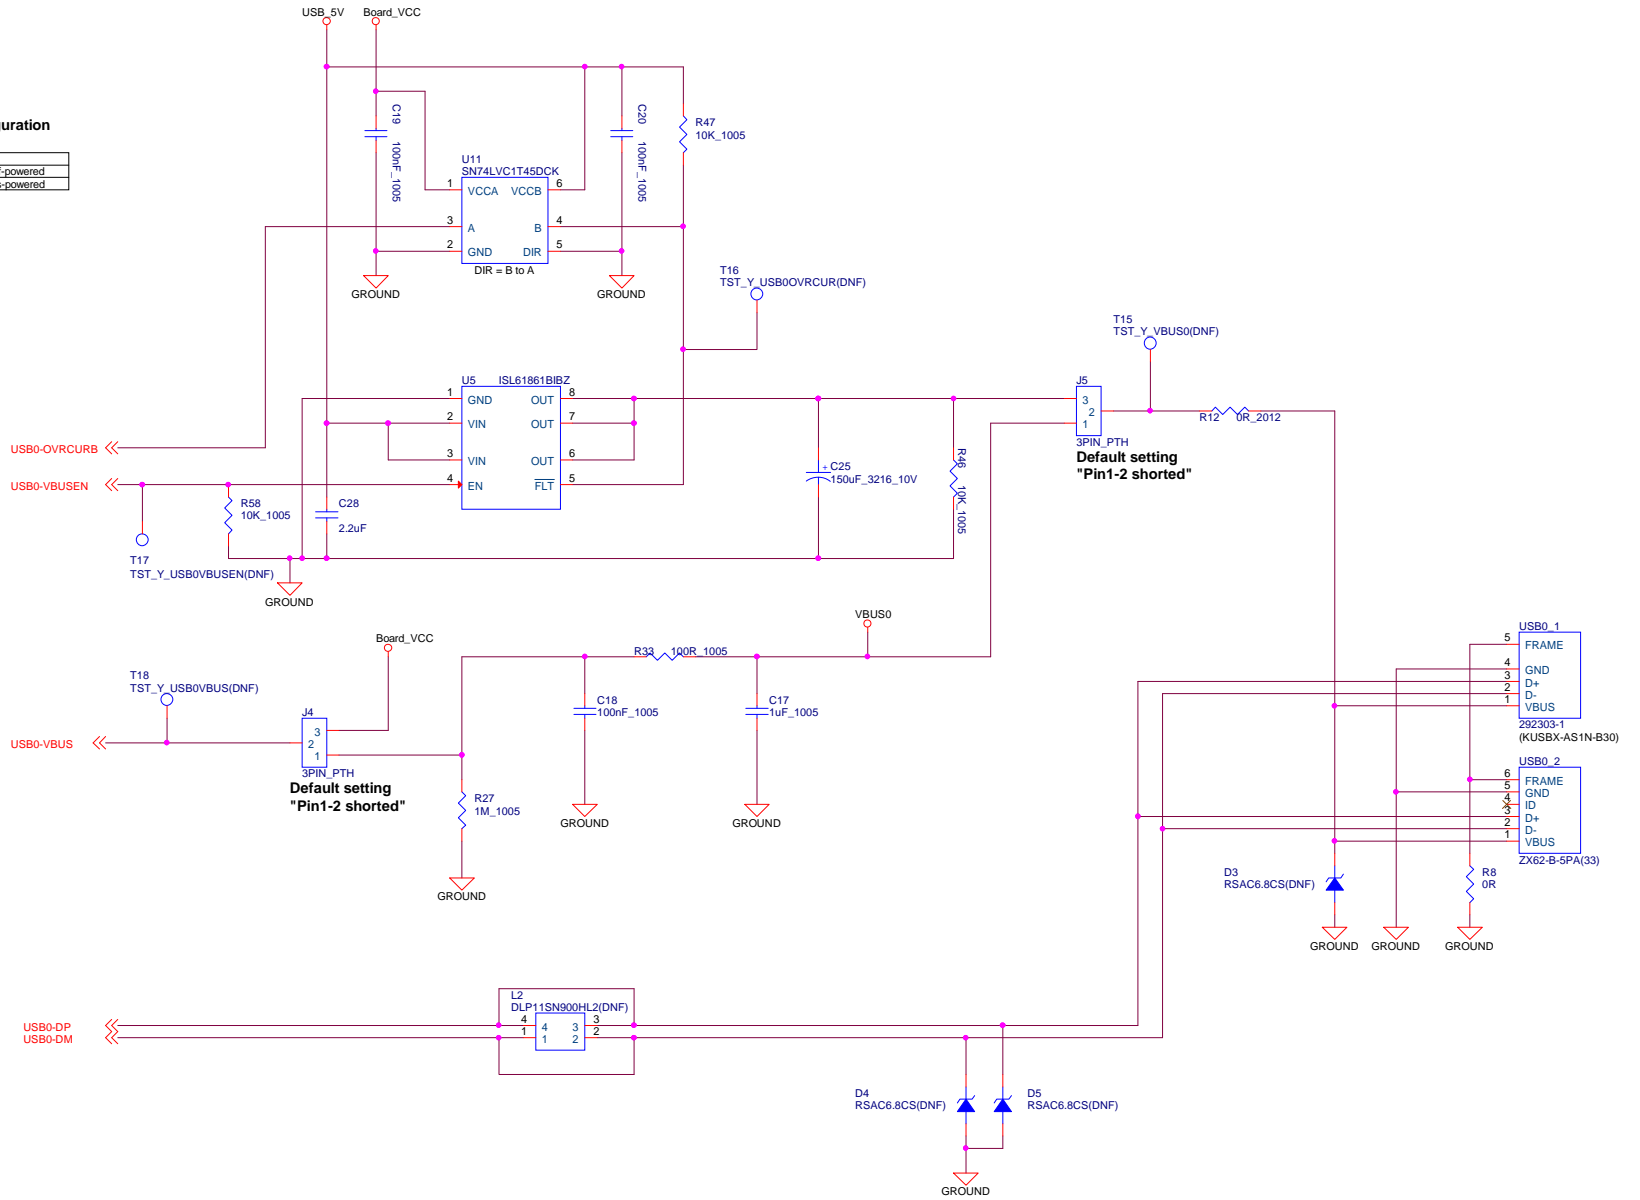 USB_5V
Board_VCC
uration
-powered
-powered
C19
100nF_1005
C20
100nF_1005
R47
10K_1005
U11
SN74LVC1T45DCK
1
VCCA
VCCB
6
3
A
B
4
2
GND
DIR
5
DIR = B to A
GROUND
GROUND
T16
TST_Y_USB0OVRCUR(DNF)
T15
TST_Y_VBUS0(DNF)
U5
ISL61861BIBZ
1
GND
OUT
8
2
VIN
OUT
7
3
VIN
OUT
6
4
EN
FLT
5
J5
3
2
1
3PIN_PTH
Default setting
"Pin1-2 shorted"
R12
0R_2012
USB0-OVRCURB
USB0-VBUSEN
R58
10K_1005
C28
2.2uF
+
C25
150uF_3216_10V
R46
10K_1005
T17
TST_Y_USB0VBUSEN(DNF)
GROUND
VBUS0
Board_VCC
R33
100R_1005
T18
TST_Y_USB0VBUS(DNF)
C18
100nF_1005
C17
1uF_1005
USB0-VBUS
J4
3
2
1
3PIN_PTH
Default setting
"Pin1-2 shorted"
R27
1M_1005
GROUND
GROUND
GROUND
USB0_1
5
FRAME
4
GND
3
D+
2
D-
1
VBUS
292303-1
(KUSBX-AS1N-B30)
USB0_2
6
FRAME
5
GND
4
ID
3
D+
2
D-
1
VBUS
ZX62-B-5PA(33)
D3
RSAC6.8CS(DNF)
R8
0R
GROUND
GROUND
GROUND
L2
DLP11SN900HL2(DNF)
USB0-DP
USB0-DM
4
4
3
3
1
1
2
2
D4
RSAC6.8CS(DNF)
D5
RSAC6.8CS(DNF)
GROUND